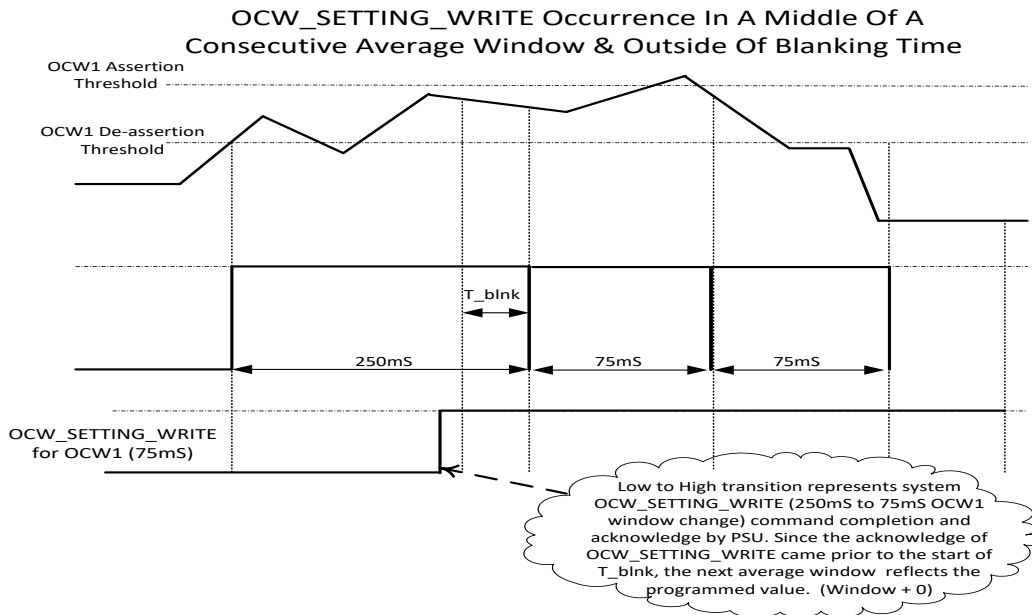 OCW_SETTING_WRITE Occurrence In A Middle Of A
Consecutive Average Window & Outside Of Blanking Time
OCW1 Assertion
Threshold
OCW1 De-assertion
Threshold
T_blnk
250mS
75mS
75mS
OCW_SETTING_WRITE
for OCW1 (75mS)
Low to High transition represents system
OCW_SETTING_WRITE (250mS to 75mS OCW1
window change) command completion and
acknowledge by PSU. Since the acknowledge of
OCW_SETTING_WRITE came prior to the start of
T_blnk, the next average window reflects the
programmed value. (Window + 0)